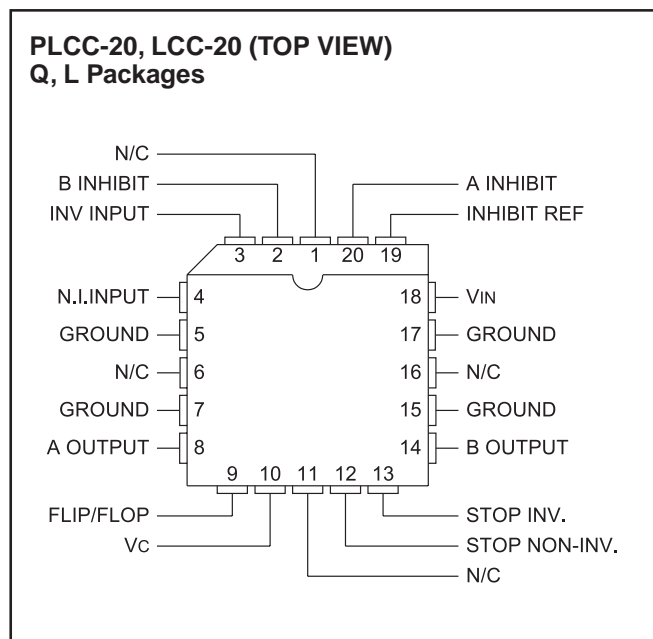 PLCC-20, LCC-20 (TOP VIEW)
Q, L Packages
N/C
B INHIBIT
A INHIBIT
INV INPUT
INHIBIT REF
3 2 1 20 19
N.I.INPUT 4 18 VIN
GROUND 5 17 GROUND
N/C 6 16 N/C
GROUND 7 15 GROUND
A OUTPUT 8 14 B OUTPUT
9 10 11 12 13
FLIP/FLOP
STOP INV.
VC
STOP NON-INV.
N/C